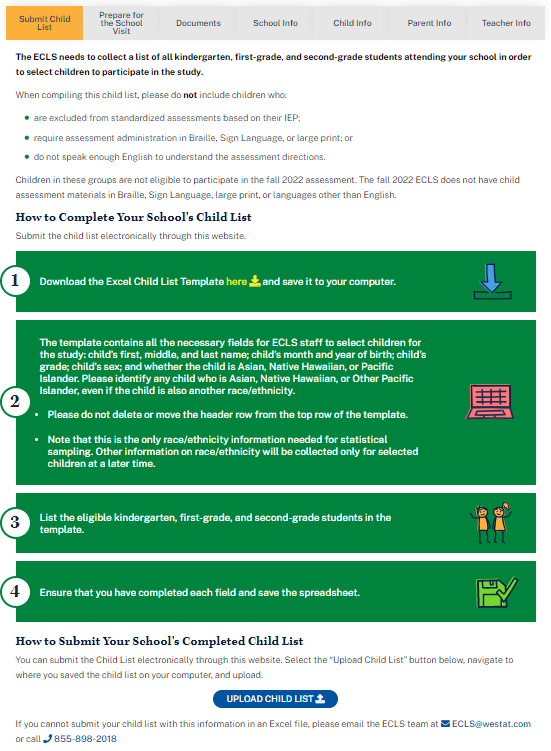 Submit Child
List
Prepare for
the School
Visit
Documents
School Info
Child Info
Parent Info
Teacher Info
The ECLS needs to collect a list of all kindergarten, first-grade, and second-grade students attending your school in order
to select children to participate in the study.
When compiling this child list, please do not include children who:
• are excluded from standardized assessments based on their IEP;
• require assessment administration in Braille, Sign Language, or large print; or
• do not speak enough English to understand the assessment directions.
Children in these groups are not eligible to participate in the fall 2022 assessment. The fall 2022 ECLS does not have child
assessment materials in Braille, Sign Language, large print, or languages other than English.
How to Complete Your School's Child List
Submit the child list electronically through this website.
1
Download the Excel Child List Template here and save it to your computer.
2
The template contains all the necessary fields for ECLS staff to select children for
the study: child's first, middle, and last name; child's month and year of birth; child's
grade; child's sex; and whether the child is Asian, Native Hawaiian, or Pacific
Islander. Please identify any child who is Asian, Native Hawaiian, or Other Pacific
Islander, even if the child is also another race/ethnicity.
• Please do not delete or move the header row from the top row of the template.
• Note that this is the only race/ethnicity information needed for statistical
sampling. Other information on race/ethnicity will be collected only for selected
children at a later time.
3
List the eligible kindergarten, first-grade, and second-grade students in the
template.
4
Ensure that you have completed each field and save the spreadsheet.
How to Submit Your School's Completed Child List
You can submit the Child List electronically through this website. Select the "Upload Child List" button below, navigate to
where you saved the child list on your computer, and upload.
UPLOAD CHILD LIST
If you cannot submit your child list with this information in an Excel file, please email the ECLS team at ECLS@westat.com
or call 855-898-2018